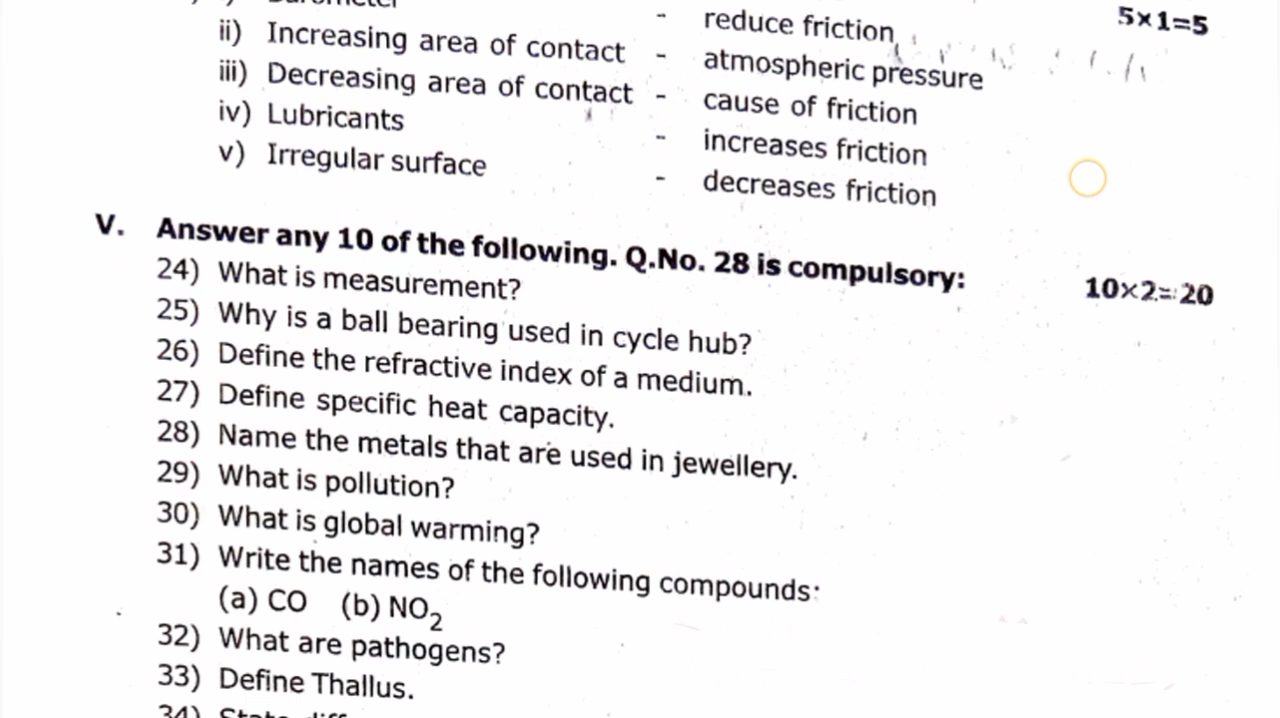 - reduce friction 5×1=5
ii) Increasing area of contact - atmospheric pressure
iii) Decreasing area of contact - cause of friction
iv) Lubricants - increases friction
v) Irregular surface - decreases friction
V. Answer any 10 of the following. Q.No. 28 is compulsory: 10×2=20
24) What is measurement?
25) Why is a ball bearing used in cycle hub?
26) Define the refractive index of a medium.
27) Define specific heat capacity.
28) Name the metals that are used in jewellery.
29) What is pollution?
30) What is global warming?
31) Write the names of the following compounds:
(a) CO (b) NO₂
32) What are pathogens?
33) Define Thallus.
34) State